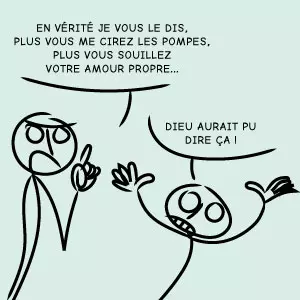 EN VÉRITÉ JE VOUS LE DIS,
PLUS VOUS ME CIREZ LES POMPES,
PLUS VOUS SOUILLEZ
VOTRE AMOUR PROPRE...
DIEU AURAIT PU
DIRE ÇA !